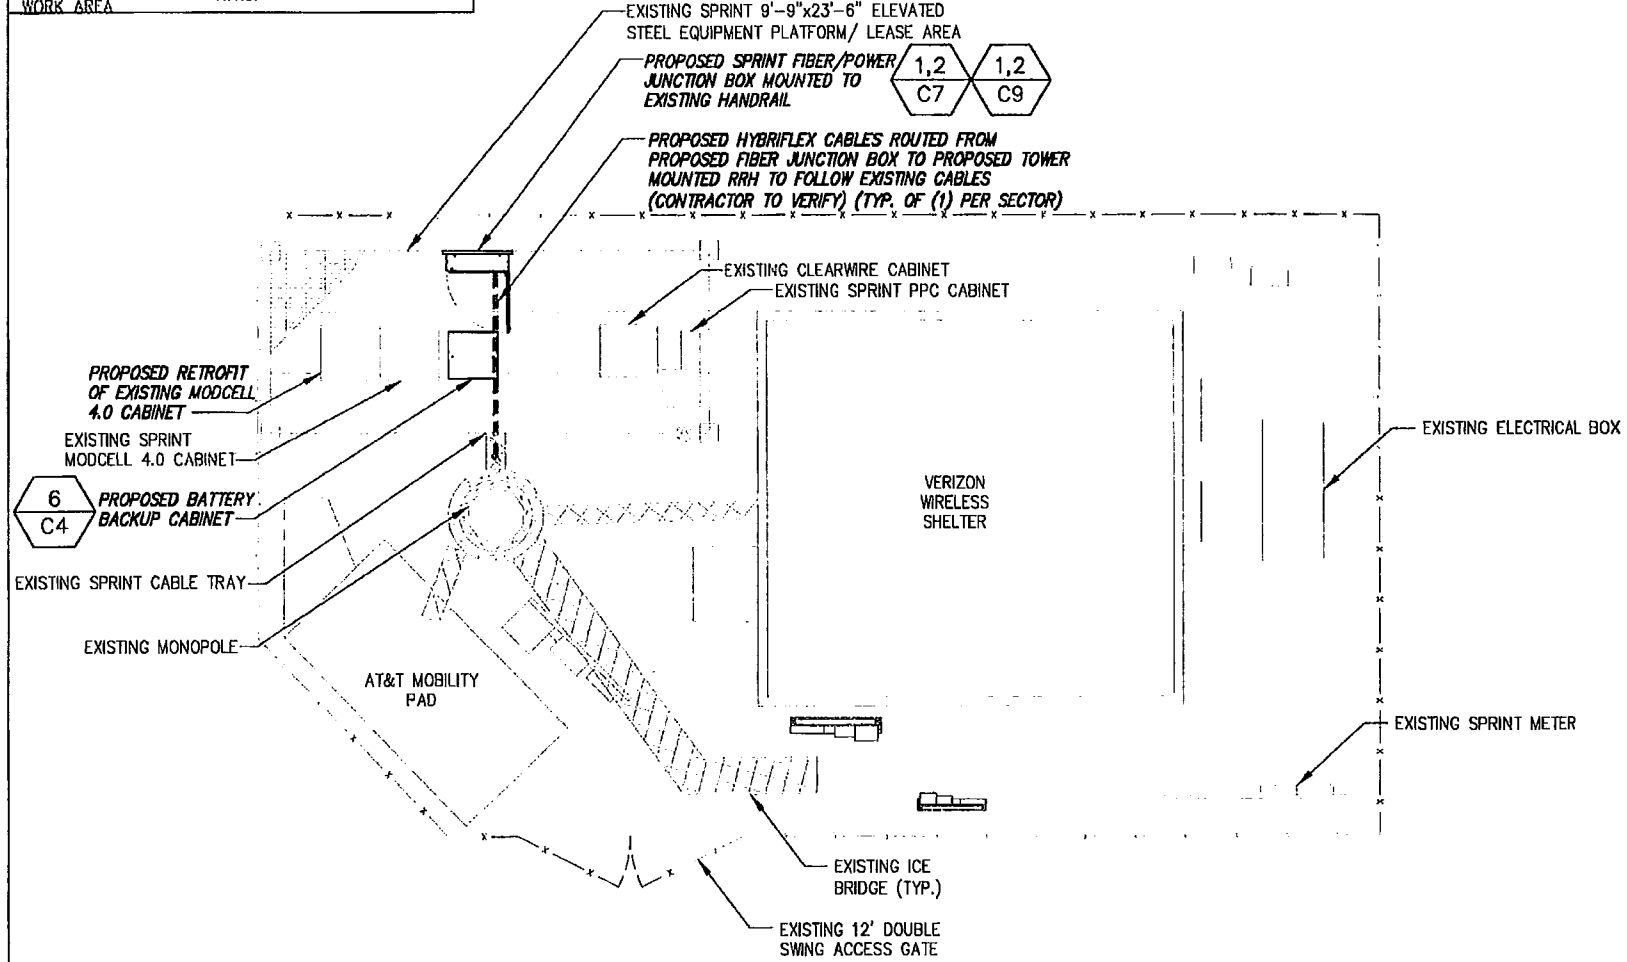 WORK AREA
EXISTING SPRINT 9'-9"x23'-6" ELEVATED
STEEL EQUIPMENT PLATFORM/ LEASE AREA
PROPOSED SPRINT FIBER/POWER
JUNCTION BOX MOUNTED TO
EXISTING HANDRAIL
1,2
C7
1,2
C9
PROPOSED HYBRIFLEX CABLES ROUTED FROM
PROPOSED FIBER JUNCTION BOX TO PROPOSED TOWER
MOUNTED RRH TO FOLLOW EXISTING CABLES
(CONTRACTOR TO VERIFY) (TYP. OF (1) PER SECTOR)
EXISTING CLEARWIRE CABINET
EXISTING SPRINT PPC CABINET
PROPOSED RETROFIT
OF EXISTING MODCELL
4.0 CABINET
EXISTING SPRINT
MODCELL 4.0 CABINET
6
C4
PROPOSED BATTERY
BACKUP CABINET
EXISTING SPRINT CABLE TRAY
EXISTING MONOPOLE
AT&T MOBILITY
PAD
VERIZON
WIRELESS
SHELTER
EXISTING ELECTRICAL BOX
EXISTING SPRINT METER
EXISTING ICE
BRIDGE (TYP.)
EXISTING 12' DOUBLE
SWING ACCESS GATE